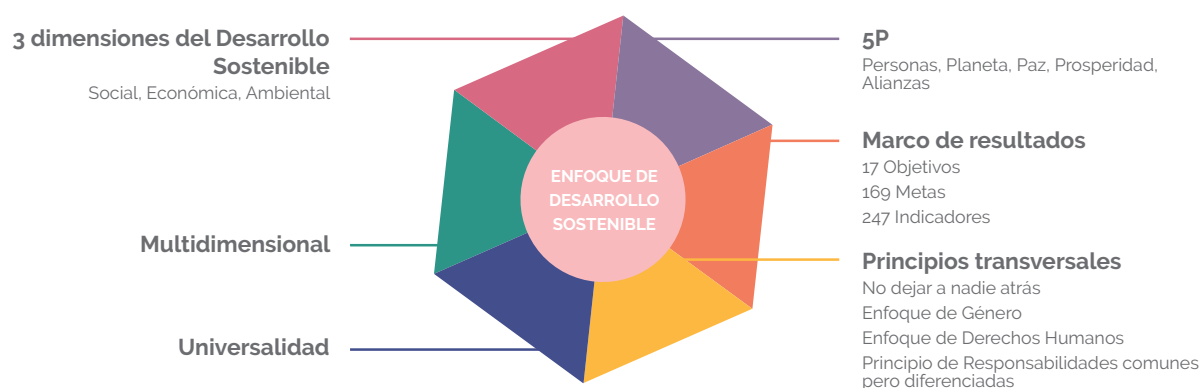 3 dimensiones del Desarrollo
Sostenible
Social, Económica, Ambiental
Multidimensional
Universalidad
ENFOQUE DE
DESARROLLO
SOSTENIBLE
5P
Personas, Planeta, Paz, Prosperidad,
Alianzas
Marco de resultados
17 Objetivos
169 Metas
247 Indicadores
Principios transversales
No dejar a nadie atrás
Enfoque de Género
Enfoque de Derechos Humanos
Principio de Responsabilidades comunes
pero diferenciadas